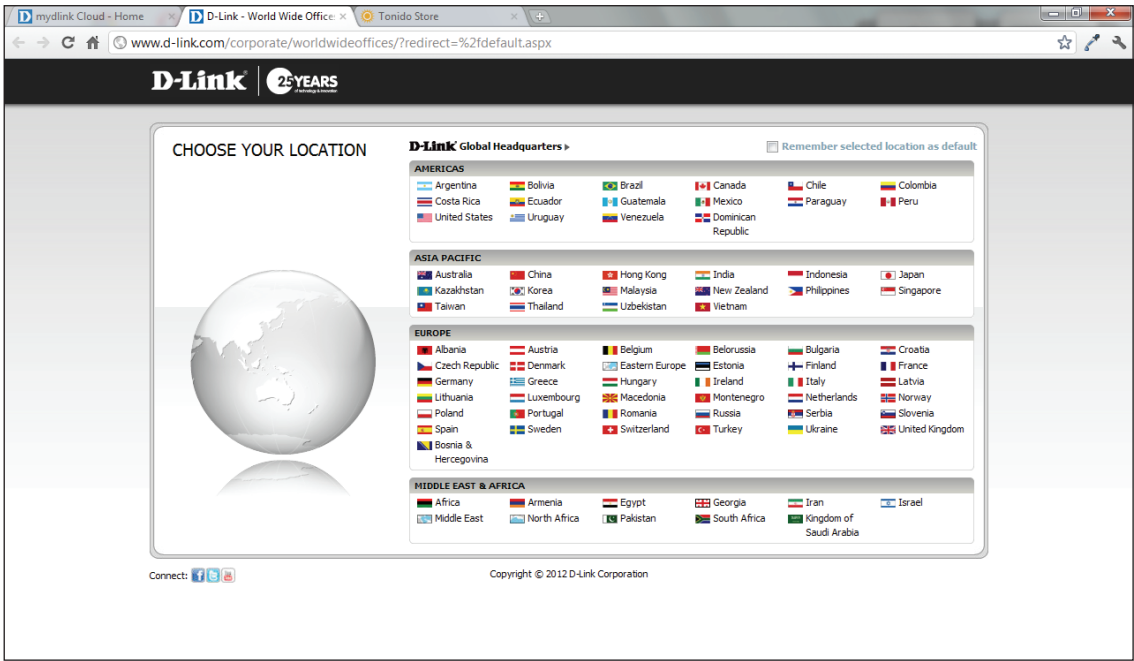 mydlink Cloud - Home
D-Link - World Wide Office
Tonido Store
www.d-link.com/corporate/worldwideoffices/?redirect=%2fdefault.aspx
D-Link 25 YEARS
CHOOSE YOUR LOCATION
D-Link Global Headquarters
Remember selected location as default
AMERICAS
Argentina Bolivia Brazil Canada Chile Colombia
Costa Rica Ecuador Guatemala Mexico Paraguay Peru
United States Uruguay Venezuela Dominican
Republic
ASIA PACIFIC
Australia China Hong Kong India Indonesia Japan
Kazakhstan Korea Malaysia New Zealand Philippines Singapore
Taiwan Thailand Uzbekistan Vietnam
EUROPE
Albania Austria Belgium Belorussia Bulgaria Croatia
Czech Republic Denmark Eastern Europe Estonia Finland France
Germany Greece Hungary Ireland Italy Latvia
Lithuania Luxembourg Macedonia Montenegro Netherlands Norway
Poland Portugal Romania Russia Serbia Slovenia
Spain Sweden Switzerland Turkey Ukraine United Kingdom
Bosnia &
Hercegovina
MIDDLE EAST & AFRICA
Africa Armenia Egypt Georgia Iran Israel
Middle East North Africa Pakistan South Africa Kingdom of
Saudi Arabia
Connect:
Copyright © 2012 D-Link Corporation